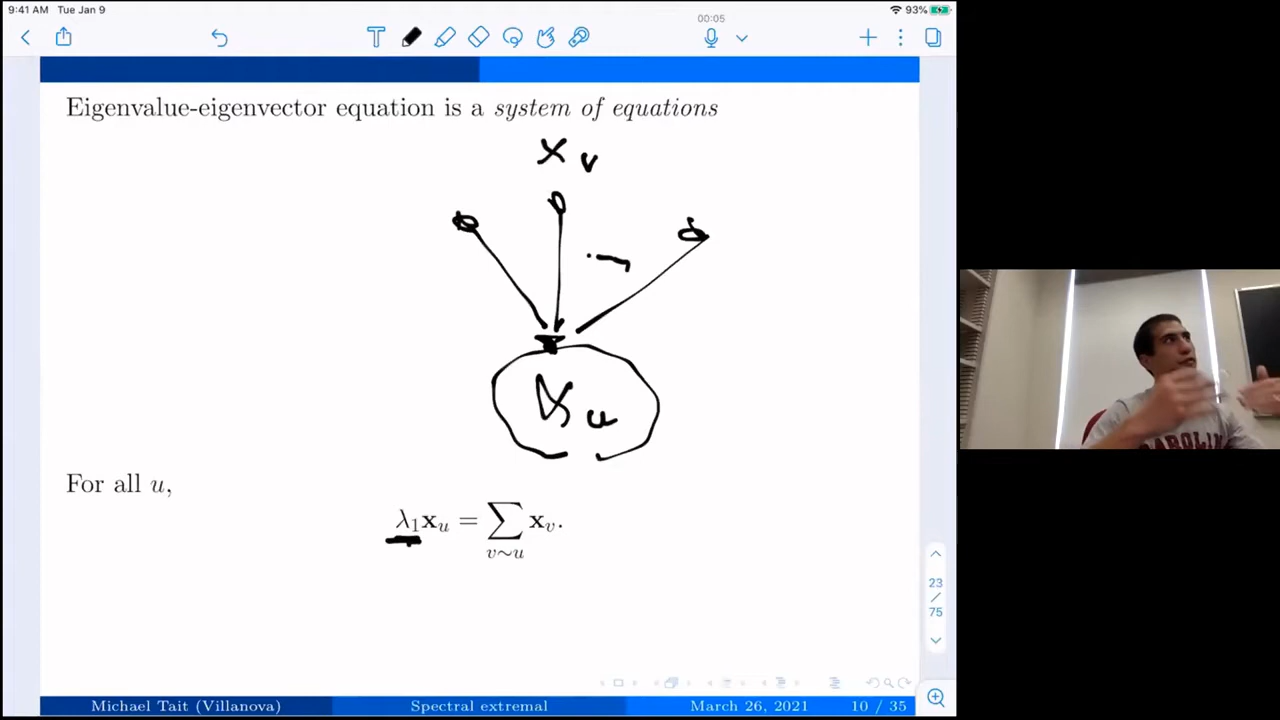 9:41 AM Tue Jan 9
93%
00:05
Eigenvalue-eigenvector equation is a system of equations
x v
x u
For all u,
λ₁xᵤ = ∑ xᵥ.
v∼u
23
/
75
CAROLIN
Michael Tait (Villanova) Spectral extremal March 26, 2021 10 / 35